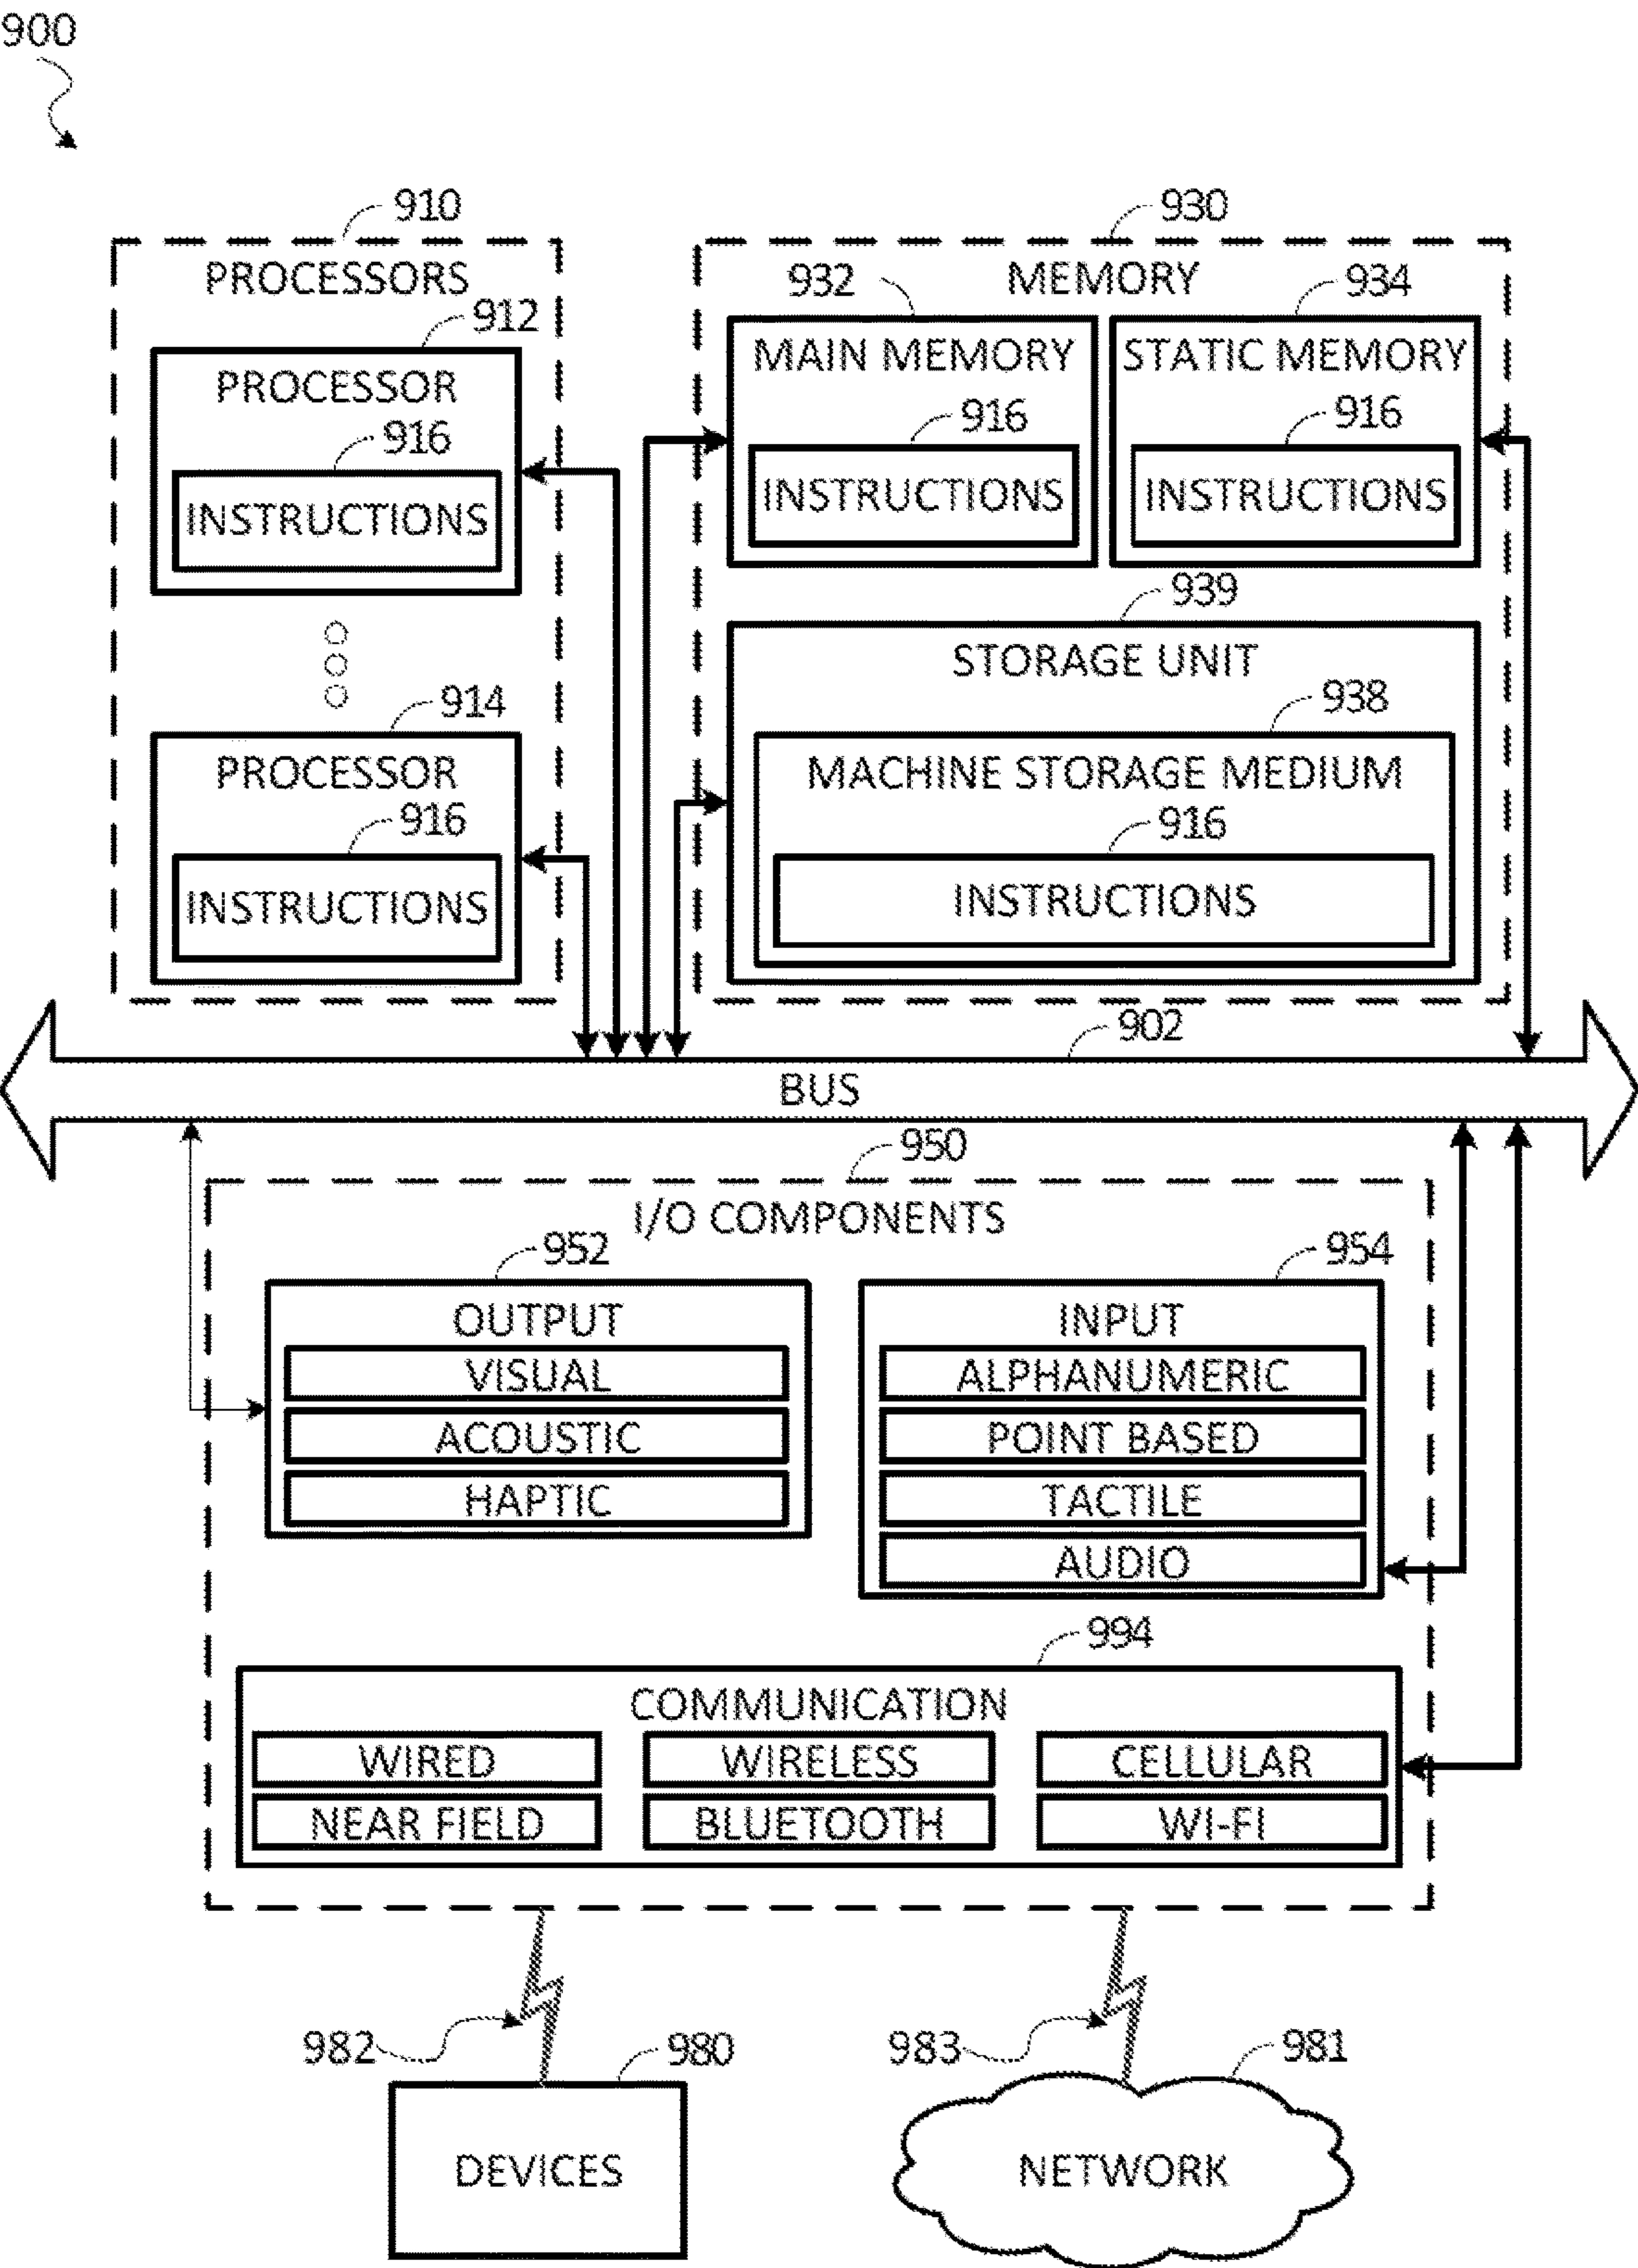 900
910
PROCESSORS
912
PROCESSOR
916
INSTRUCTIONS
914
PROCESSOR
916
INSTRUCTIONS
930
MEMORY
932
MAIN MEMORY
916
INSTRUCTIONS
934
STATIC MEMORY
916
INSTRUCTIONS
939
STORAGE UNIT
938
MACHINE STORAGE MEDIUM
916
INSTRUCTIONS
902
BUS
950
I/O COMPONENTS
952
OUTPUT
VISUAL
ACOUSTIC
HAPTIC
954
INPUT
ALPHANUMERIC
POINT BASED
TACTILE
AUDIO
994
COMMUNICATION
WIRED
WIRELESS
CELLULAR
NEAR FIELD
BLUETOOTH
WI-FI
982
980
DEVICES
983
981
NETWORK